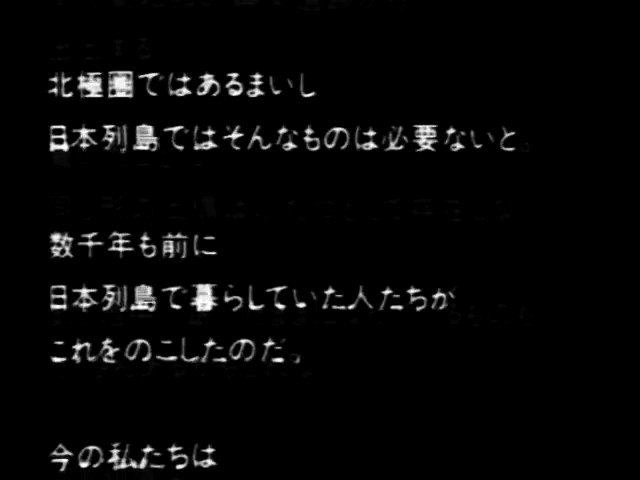 北極圏ではあるまいし
日本列島ではそんなものは必要ないと。
数千年も前に
日本列島で暮らしていた人たちが
これをのこしたのだ。
今の私たちは